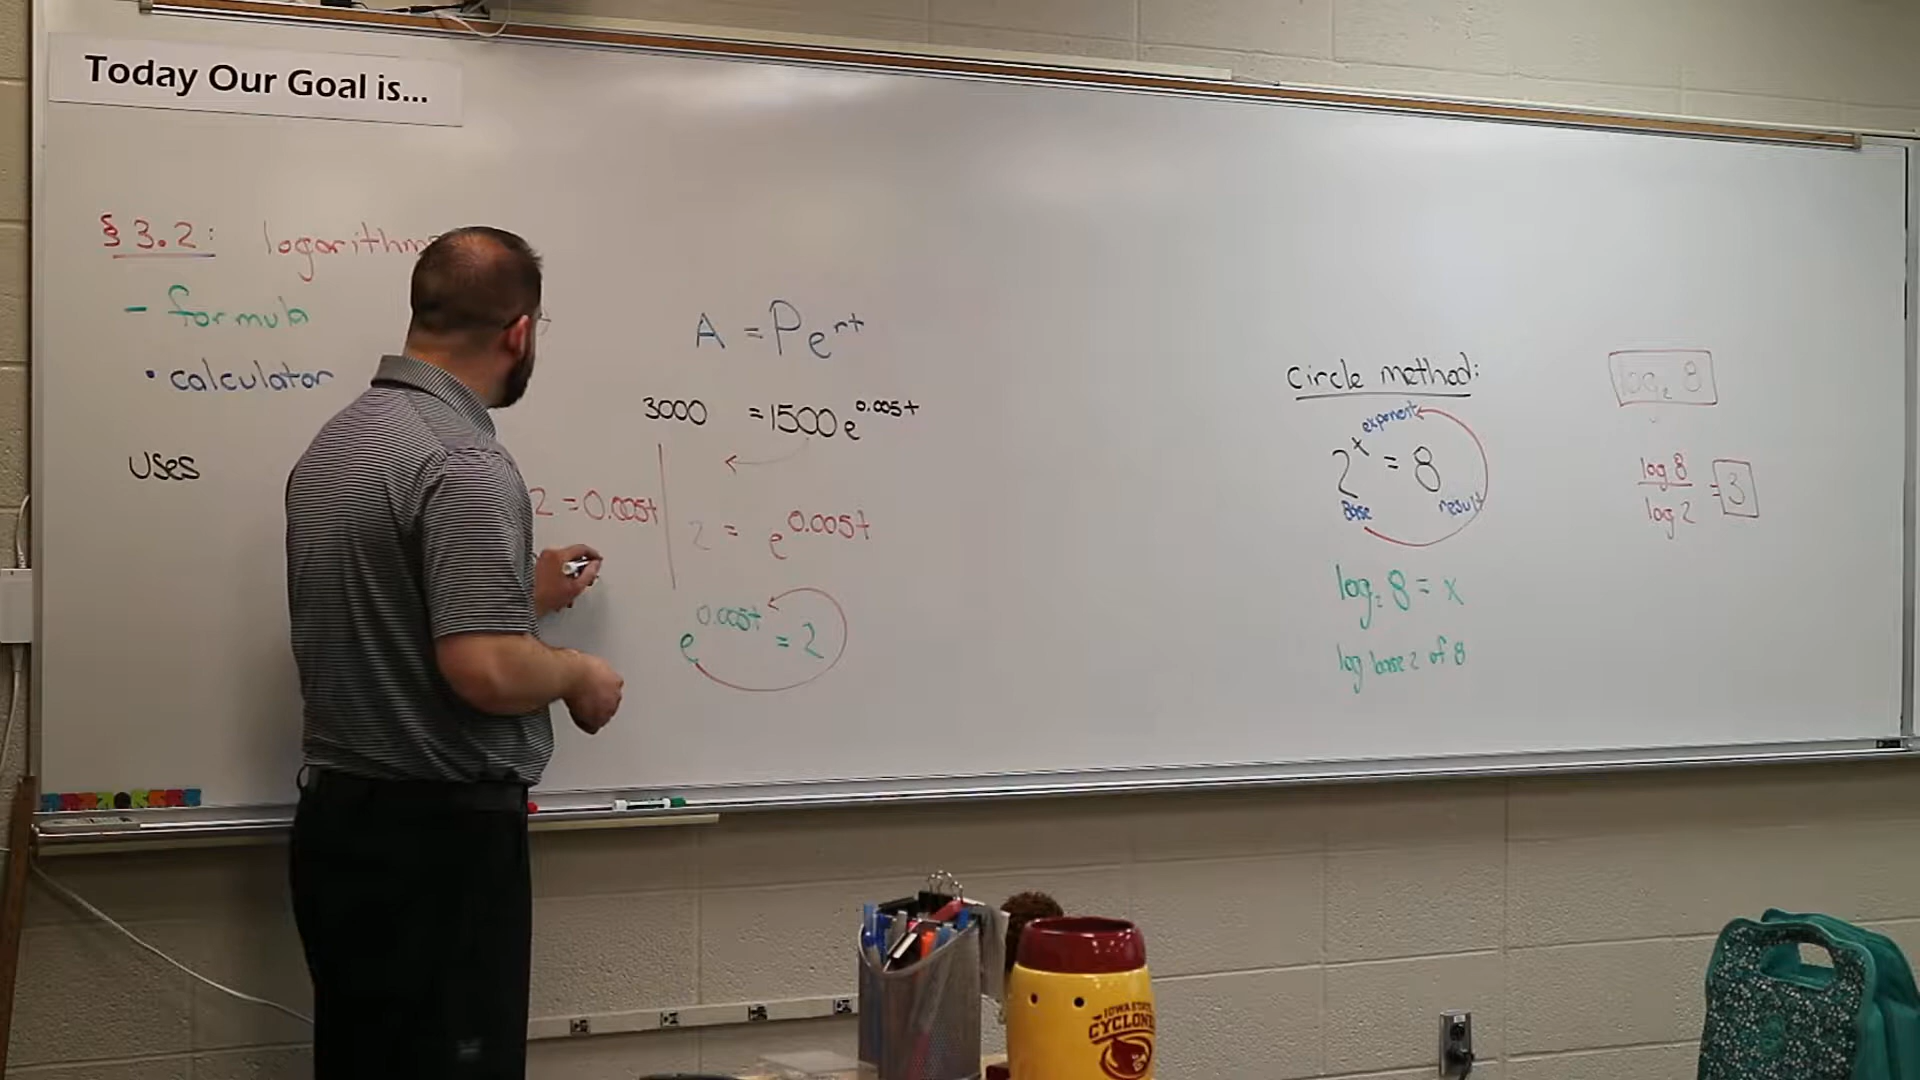 Today Our Goal is...
§ 3.2: logarithms
- formula
• calculator
uses
A = Pe^rt
3000 = 1500e^0.005t
2 = 0.005t
2 = e^0.005t
e^0.005t = 2
Circle method:
exponent
2^x = 8
Base
result
log₂ 8 = x
log base 2 of 8
log₂ 8
log 8
log 2
= 3
IOWA STATE
CYCLONES